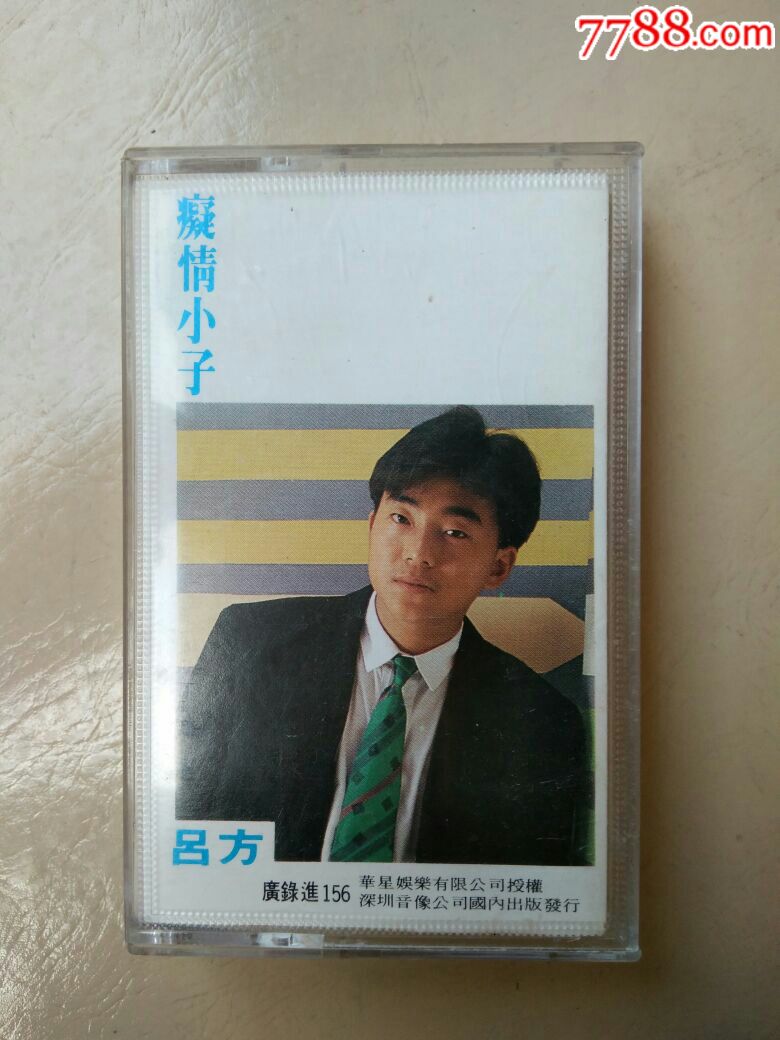 7788.com
癡情小子
呂方
廣錄進156
華星娛樂有限公司授權
深圳音像公司國內出版發行